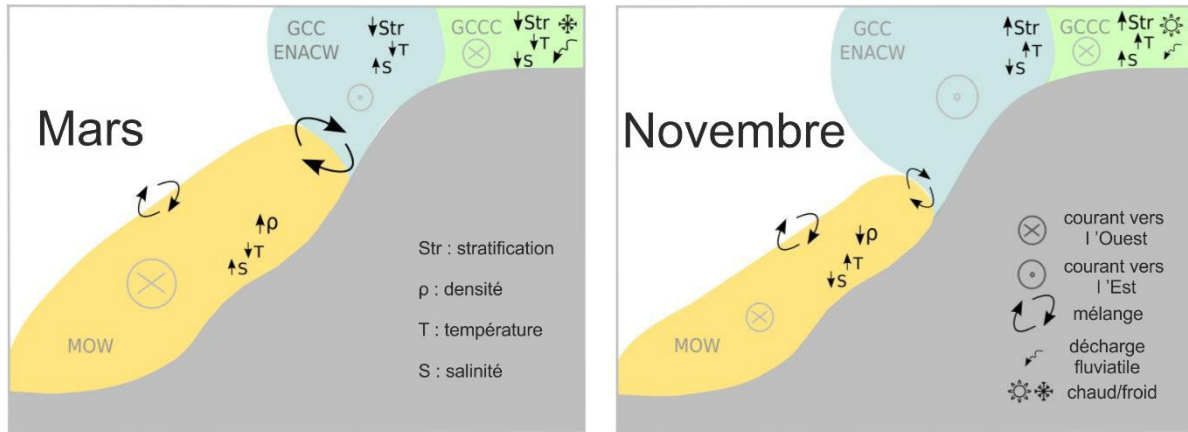 GCC
ENACW
Str
T
S
GCCC
Str
T
S
Mars
ρ
T
S
MOW
Str : stratification
ρ : densité
T : température
S : salinité
GCC
ENACW
Str
T
S
GCCC
Str
T
S
Novembre
ρ
T
S
MOW
courant vers
l 'Ouest
courant vers
l 'Est
mélange
décharge
fluviatile
chaud/froid